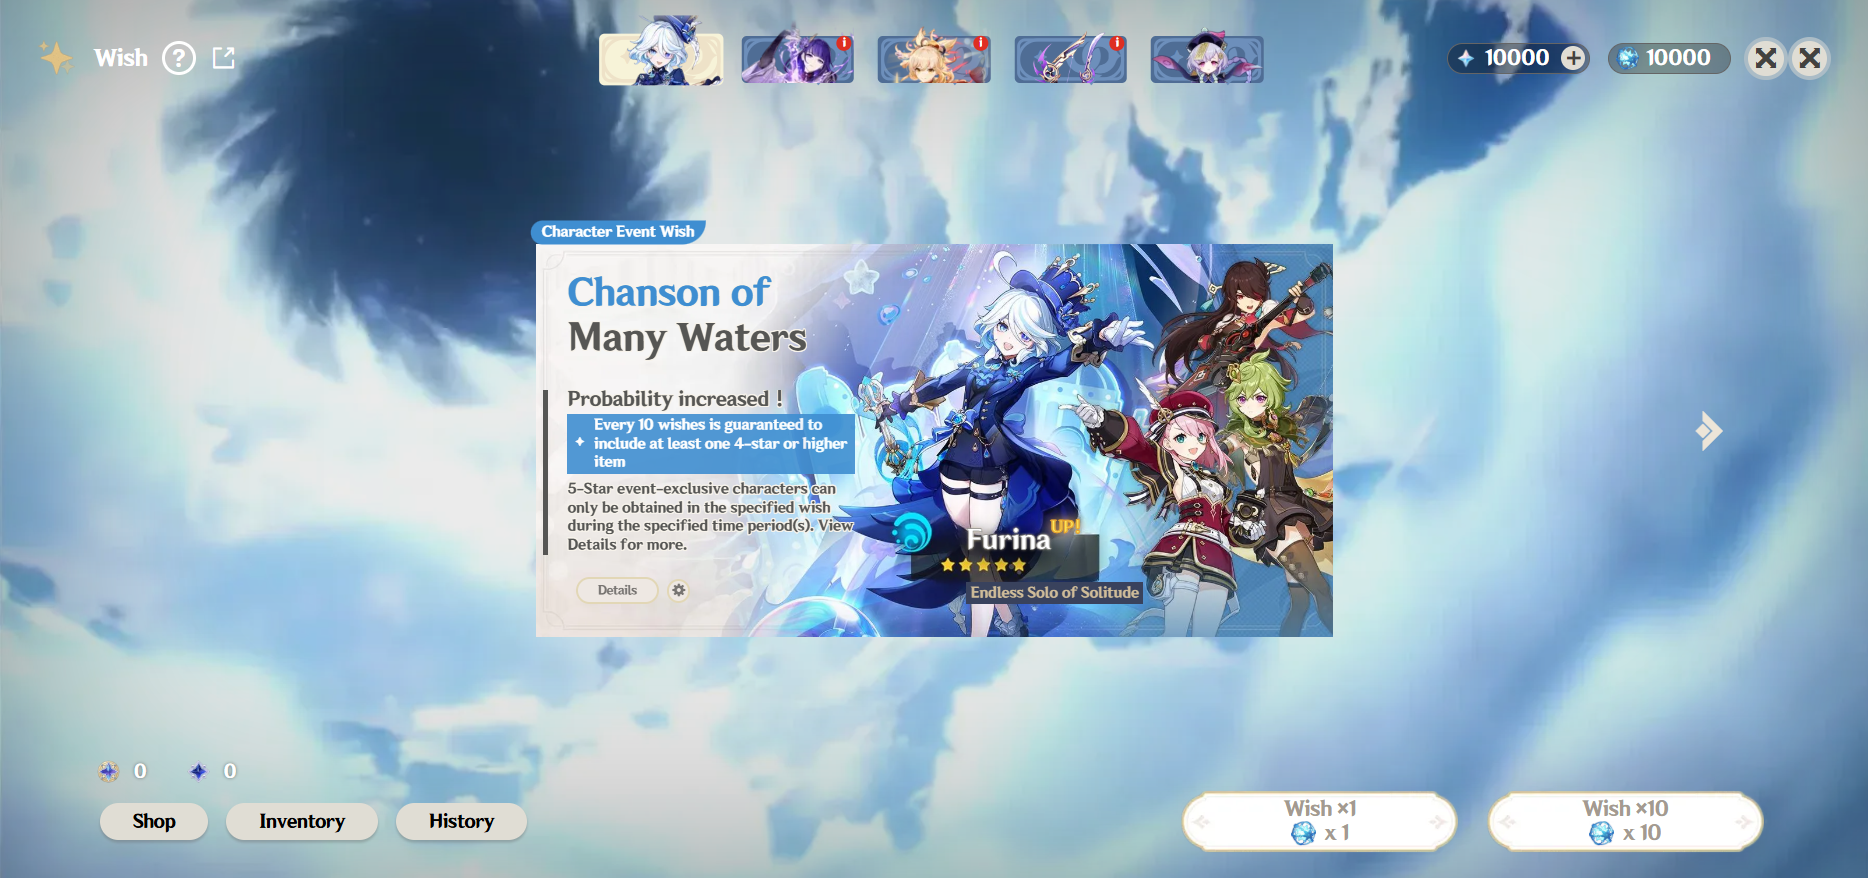 Wish ?
10000 +
10000
Character Event Wish
Chanson of
Many Waters
Probability increased !
Every 10 wishes is guaranteed to
include at least one 4-star or higher
item
5-Star event-exclusive characters can
only be obtained in the specified wish
during the specified time period(s). View
Details for more.
Details
Furina
UP!
Endless Solo of Solitude
0
0
Shop
Inventory
History
Wish ×1
x 1
Wish ×10
x 10